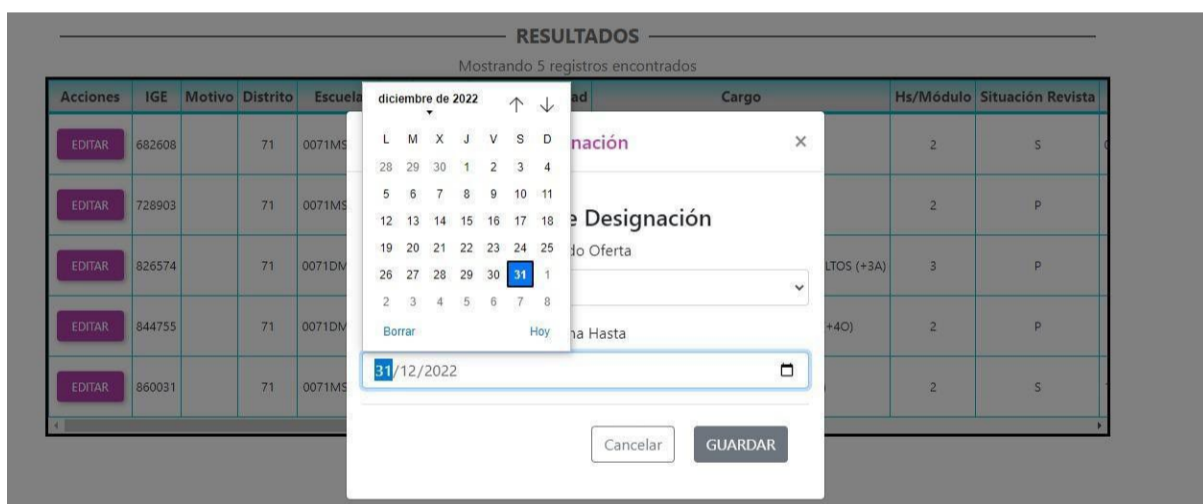 RESULTADOS
Mostrando 5 registros encontrados
Acciones IGE Motivo Distrito Escuela Cargo Hs/Módulo Situación Revista
EDITAR 682608 71 0071MS 2 S
EDITAR 728903 71 0071MS 2 P
EDITAR 826574 71 0071DM LTOS (+3A) 3 P
EDITAR 844755 71 0071DM +4O) 2 P
EDITAR 860031 71 0071MS 2 S
diciembre de 2022
L M X J V S D
28 29 30 1 2 3 4
5 6 7 8 9 10 11
12 13 14 15 16 17 18
19 20 21 22 23 24 25
26 27 28 29 30 31 1
2 3 4 5 6 7 8
Borrar Hoy
nación ×
e Designación
do Oferta
na Hasta
31/12/2022
Cancelar GUARDAR